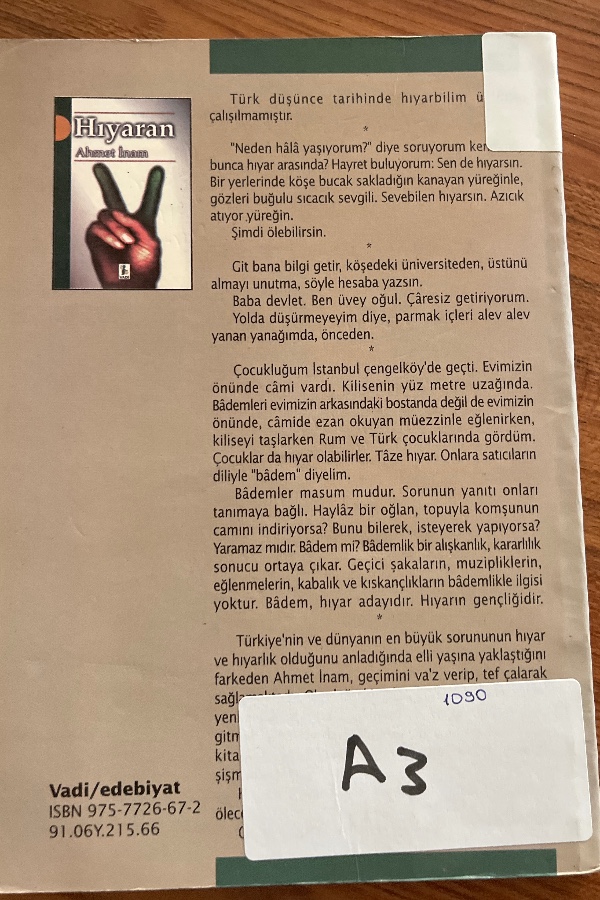 Hıyaran
Ahmet İnam
Türk düşünce tarihinde hıyarbilim
çalışılmamıştır.
*
"Neden hâlâ yaşıyorum?" diye soruyorum
bunca hıyar arasında? Hayret buluyorum: Sen de hıyarsın.
Bir yerlerinde köşe bucak sakladığın kanayan yüreğinle,
gözleri buğulu sıcacık sevgili. Sevebilen hıyarsın. Azıcık
atıyor yüreğin.
Şimdi ölebilirsin.
*
Git bana bilgi getir, köşedeki üniversiteden, üstünü
almayı unutma, söyle hesaba yazsın.
Baba devlet. Ben üvey oğul. Çâresiz getiriyorum.
Yolda düşürmeyeyim diye, parmak içleri alev alev
yanan yanağımda, önceden.
*
Çocukluğum İstanbul çengelköy'de geçti. Evimizin
önünde câmi vardı. Kilisenin yüz metre uzağında.
Bâdemleri evimizin arkasındaki bostanda değil de evimizin
önünde, câmide ezan okuyan müezzinle eğlenirken,
kiliseyi taşlarken Rum ve Türk çocuklarında gördüm.
Çocuklar da hıyar olabilirler. Tâze hıyar. Onlara satıcıların
diliyle "bâdem" diyelim.
Bâdemler masum mudur. Sorunun yanıtı onları
tanımaya bağlı. Haylâz bir oğlan, topuyla komşunun
camını indiriyorsa? Bunu bilerek, isteyerek yapıyorsa?
Yaramaz mıdır. Bâdem mi? Bâdemlik bir alışkanlık, kararlılık
sonucu ortaya çıkar. Geçici şakaların, muzipliklerin,
eğlenmelerin, kabalık ve kıskançlıkların bâdemlikle ilgisi
yoktur. Bâdem, hıyar adayıdır. Hıyarın gençliğidir.
*
Türkiye'nin ve dünyanın en büyük sorununun hıyar
ve hıyarlık olduğunu anladığında elli yaşına yaklaştığını
farkeden Ahmet İnam, geçimini va'z verip, tef çalarak
1090
A3
Vadi/edebiyat
ISBN 975-7726-67-2
91.06Y.215.66